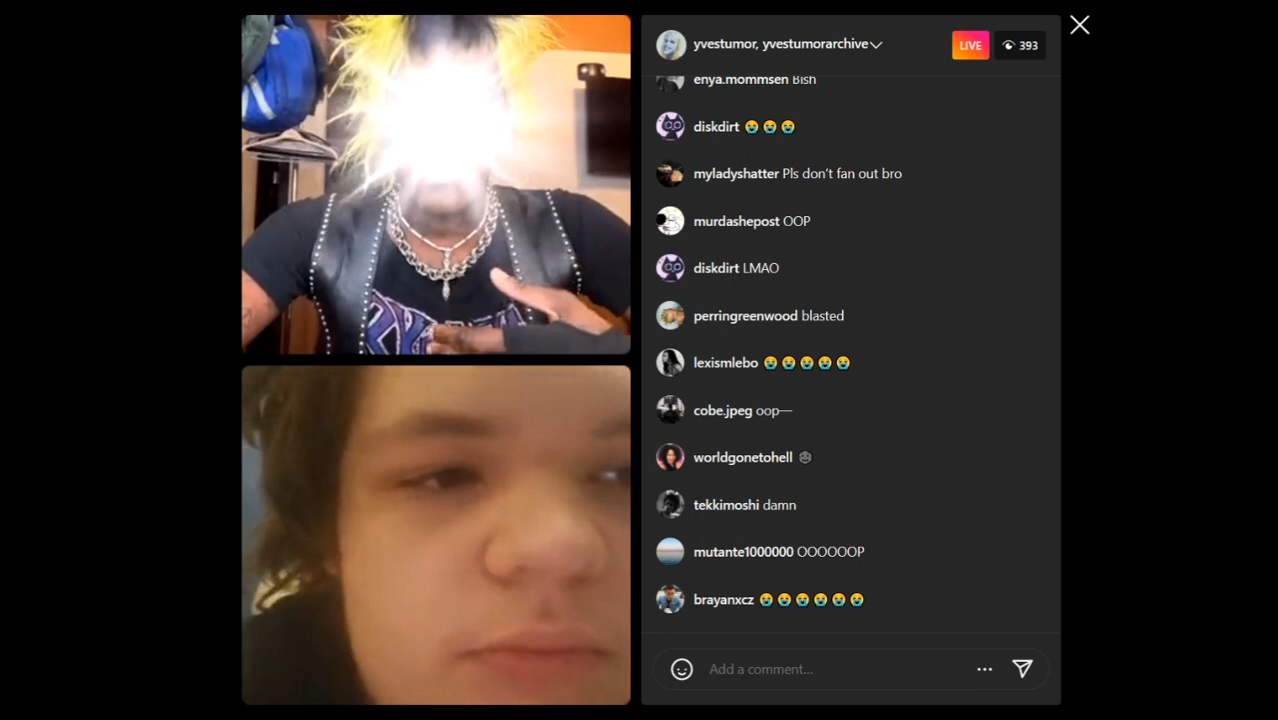 yvestumor, yvestumorarchive
LIVE
393
enya.mommsen Bish
diskdirt 😭😭😭
myladyshatter Pls don’t fan out bro
murdashepost OOP
diskdirt LMAO
perringreenwood blasted
lexismlebo 😭😭😭😭😭
cobe.jpeg oop—
worldgonetohell
tekkimoshi damn
mutante1000000 OOOOOOP
brayanxcz 😭😭😭😭😭😭
Add a comment...